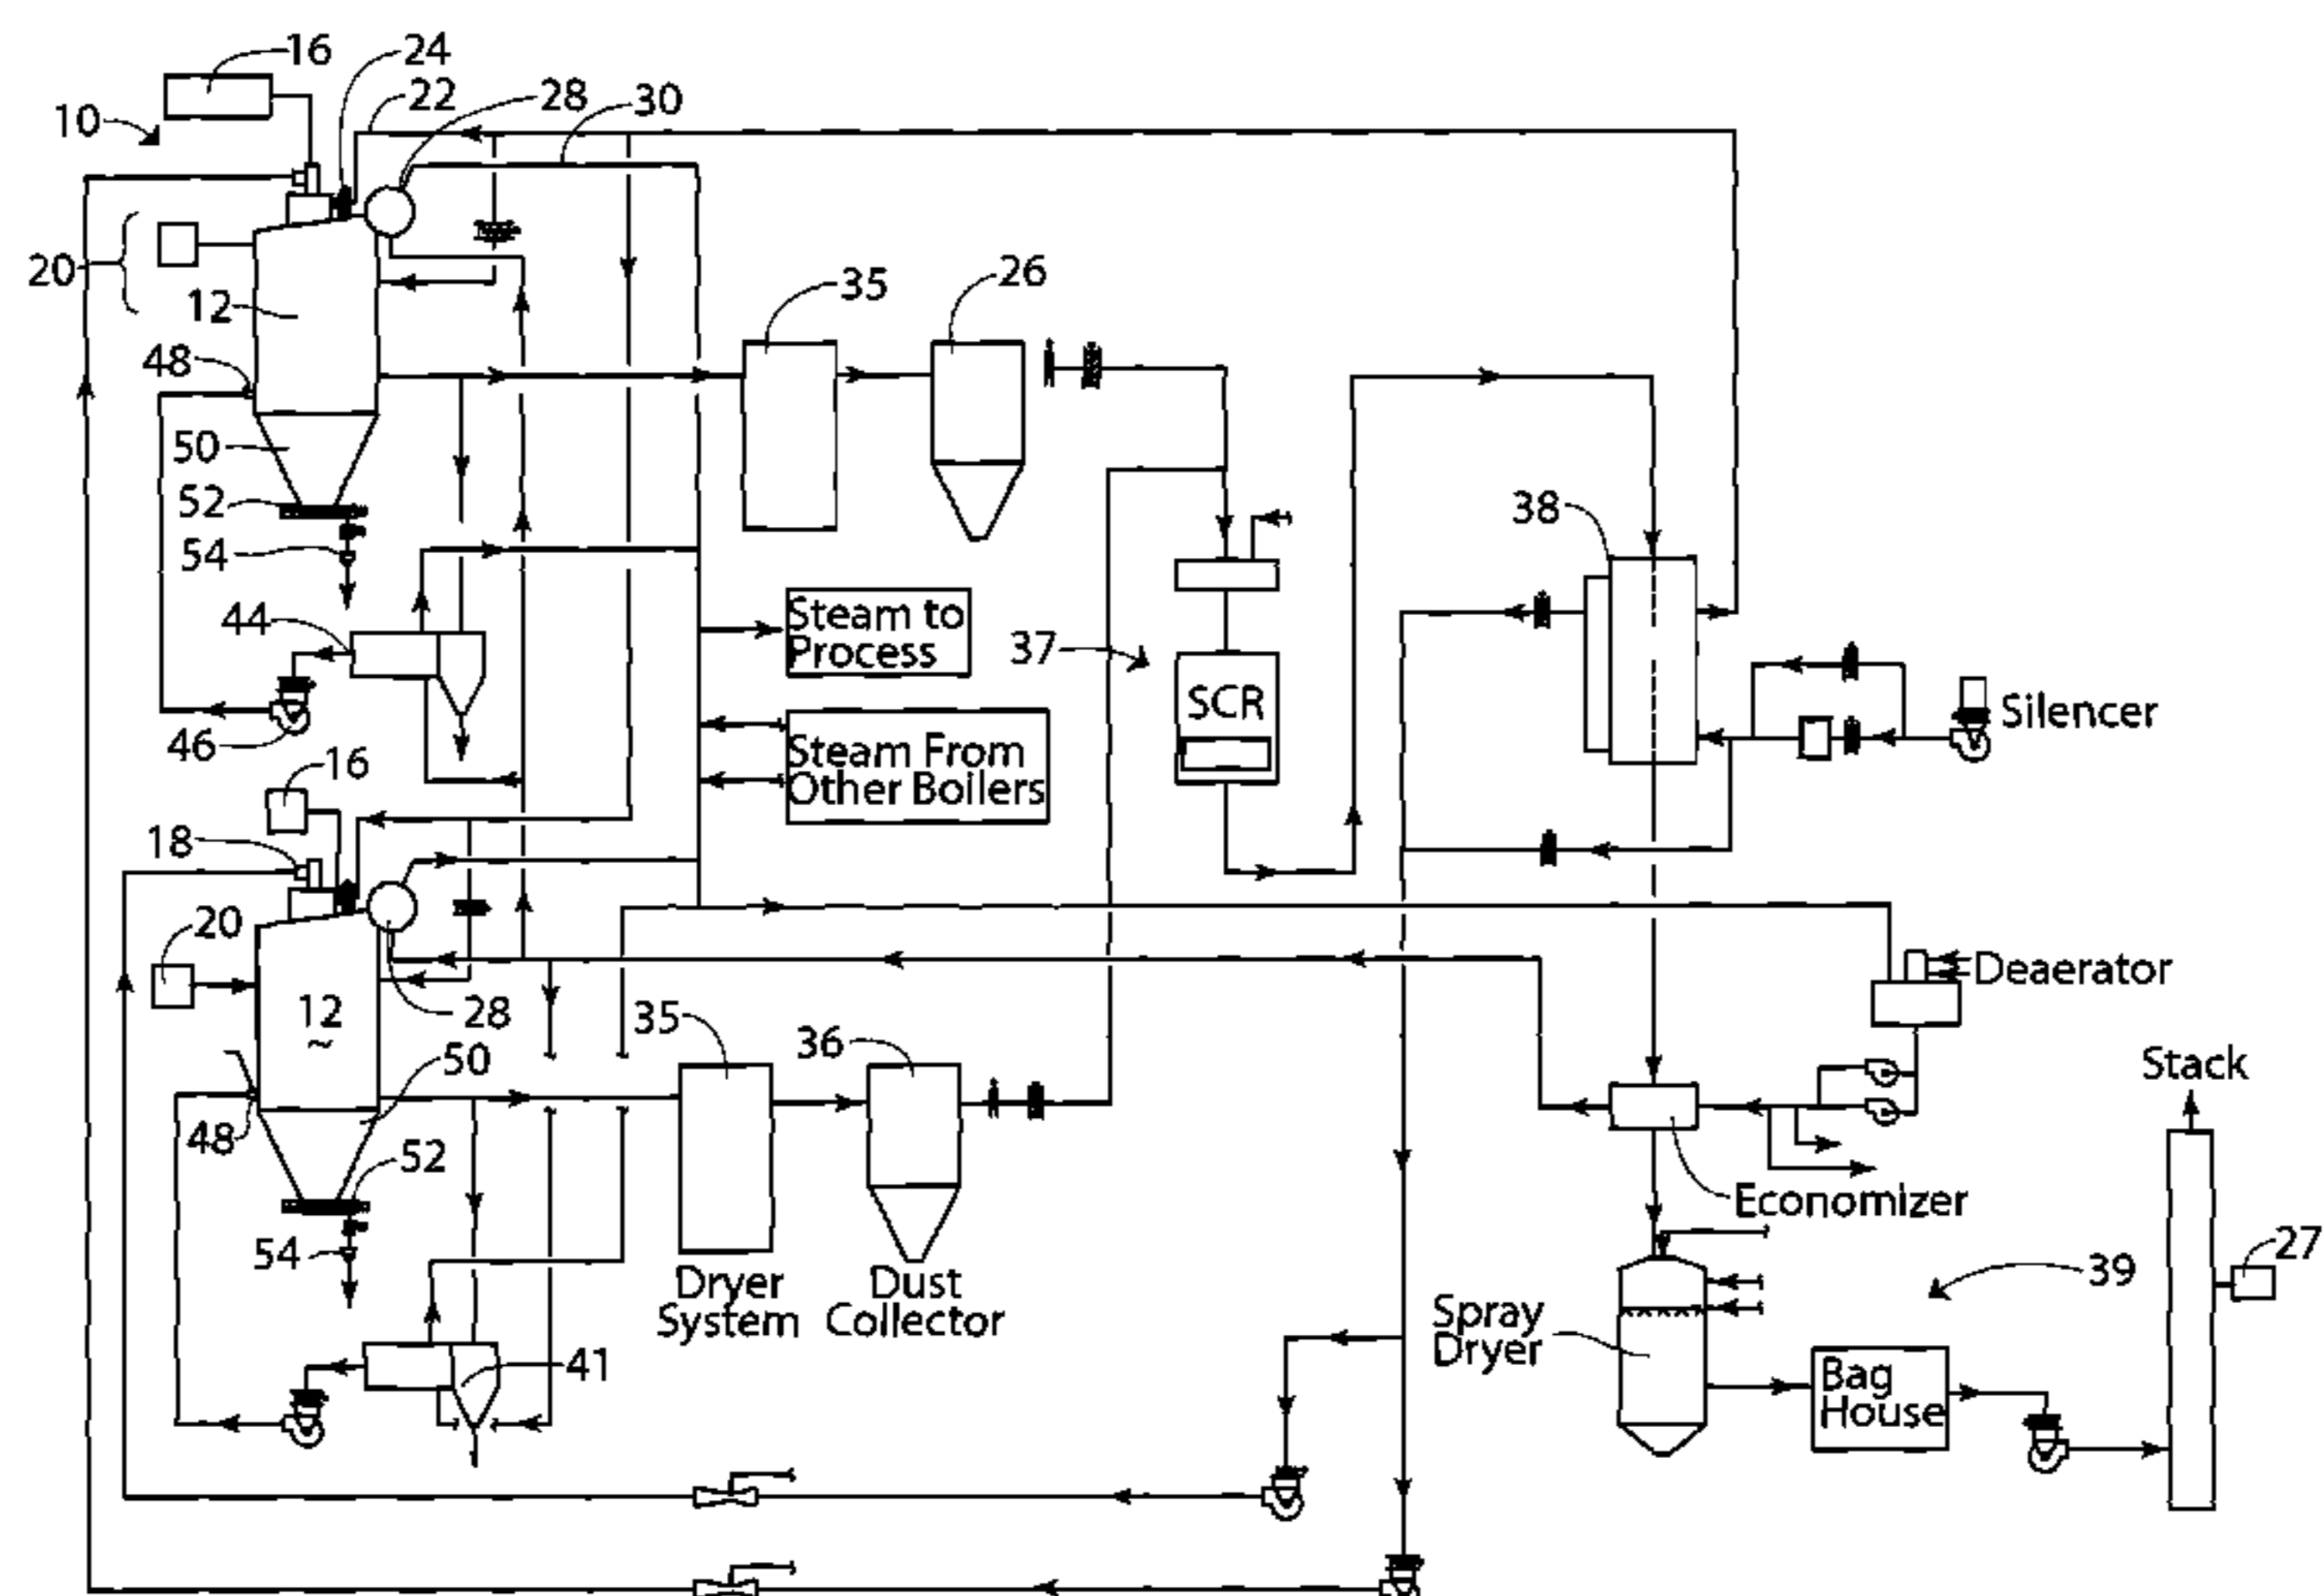 16
24
22
28
30
10
20
12
35
26
48
50
52
38
54
Steam to
Process
44
37
SCR
Silencer
46
Steam From
Other Boilers
16
18
20
Deaerator
12
~
28
35
36
50
Stack
48
52
Economizer
54
27
39
Dryer
System
Dust
Collector
Spray
Dryer
41
Bag
House